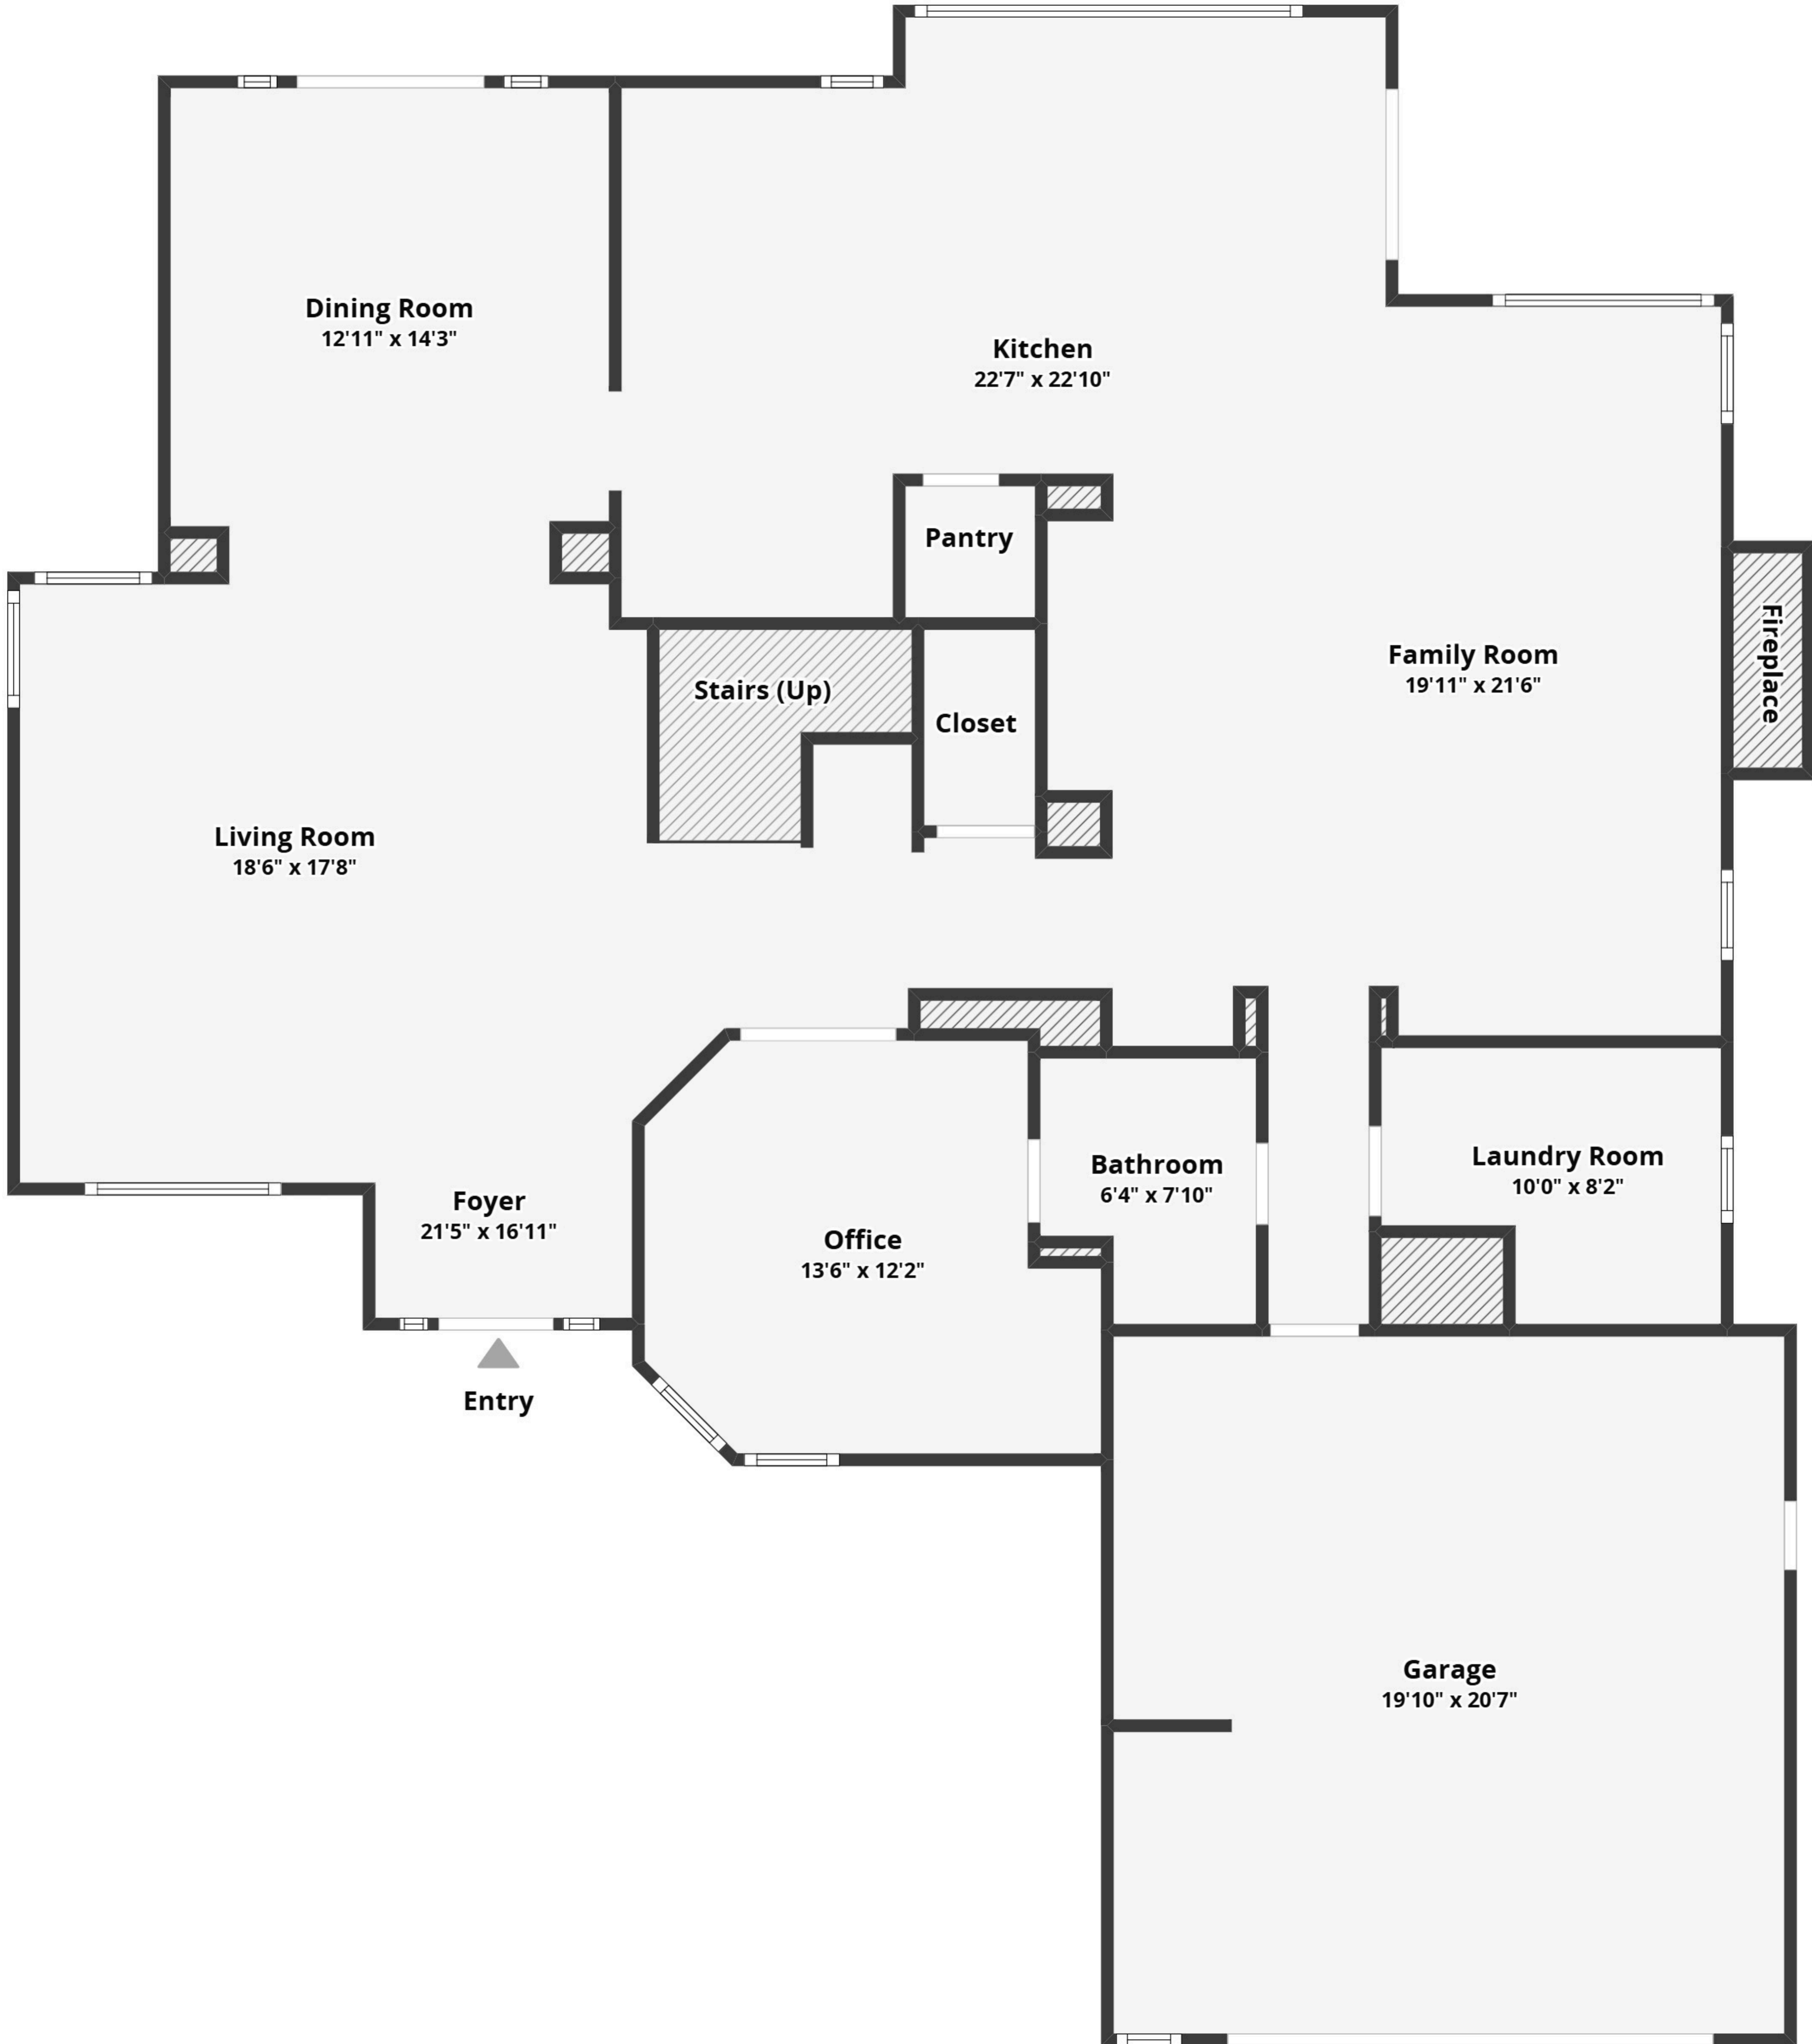 Dining Room
12'11" x 14'3"
Kitchen
22'7" x 22'10"
Pantry
Fireplace
Family Room
19'11" x 21'6"
Stairs (Up)
Closet
Living Room
18'6" x 17'8"
Laundry Room
10'0" x 8'2"
Bathroom
6'4" x 7'10"
Foyer
21'5" x 16'11"
Office
13'6" x 12'2"
Entry
Garage
19'10" x 20'7"